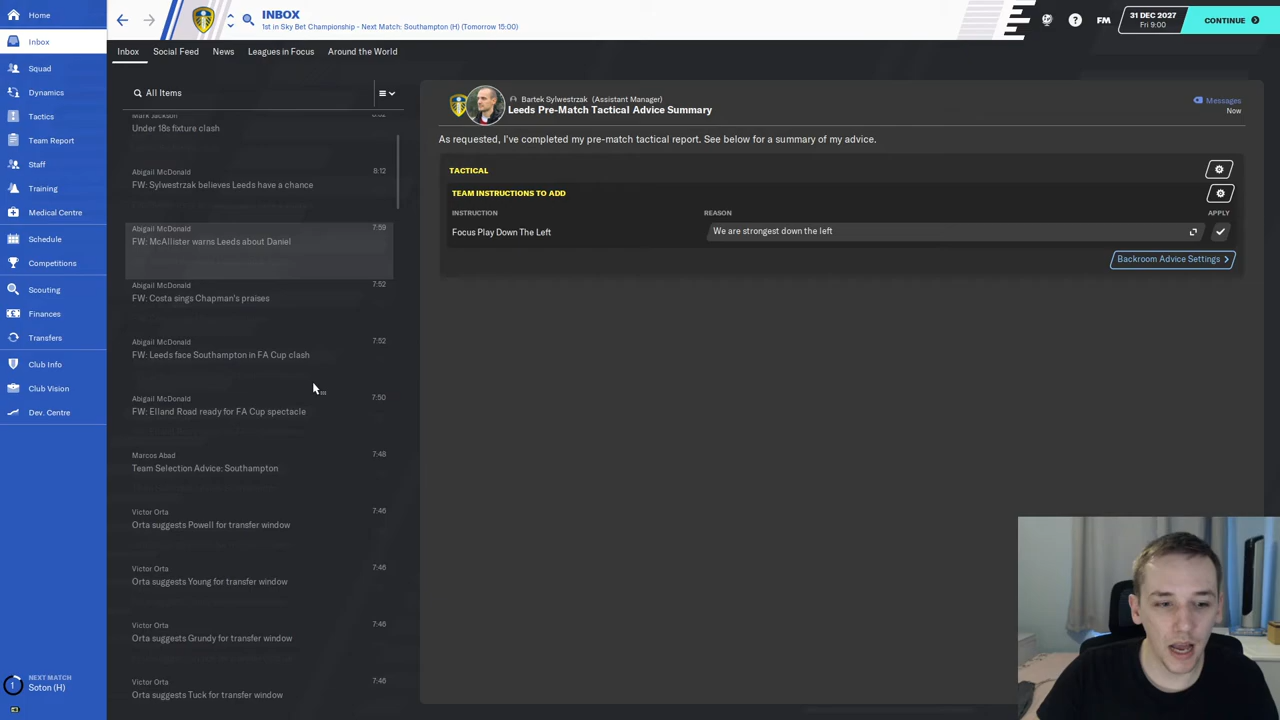 Home
Inbox
Squad
Dynamics
Tactics
Team Report
Staff
Training
Medical Centre
Schedule
Competitions
Scouting
Finances
Transfers
Club Info
Club Vision
Dev. Centre
1
NEXT MATCH
Soton (H)
INBOX
1st in Sky Bet Championship - Next Match: Southampton (H) (Tomorrow 15:00)
?
FM
31 DEC 2027
Fri 9:00
CONTINUE
Inbox
Social Feed
News
Leagues in Focus
Around the World
All Items
Mark Jackson
Under 18s fixture clash
Abigail McDonald
8:12
FW: Sylwestrzak believes Leeds have a chance
Abigail McDonald
7:59
FW: McAllister warns Leeds about Daniel
Abigail McDonald
7:52
FW: Costa sings Chapman's praises
Abigail McDonald
7:52
FW: Leeds face Southampton in FA Cup clash
Abigail McDonald
7:50
FW: Elland Road ready for FA Cup spectacle
Marcos Abad
7:48
Team Selection Advice: Southampton
Victor Orta
7:46
Orta suggests Powell for transfer window
Victor Orta
7:46
Orta suggests Young for transfer window
Victor Orta
7:46
Orta suggests Grundy for transfer window
Victor Orta
7:46
Orta suggests Tuck for transfer window
Bartek Sylwestrzak (Assistant Manager)
Leeds Pre-Match Tactical Advice Summary
Messages
Now
As requested, I've completed my pre-match tactical report. See below for a summary of my advice.
TACTICAL
TEAM INSTRUCTIONS TO ADD
INSTRUCTION
REASON
APPLY
Focus Play Down The Left
We are strongest down the left
Backroom Advice Settings